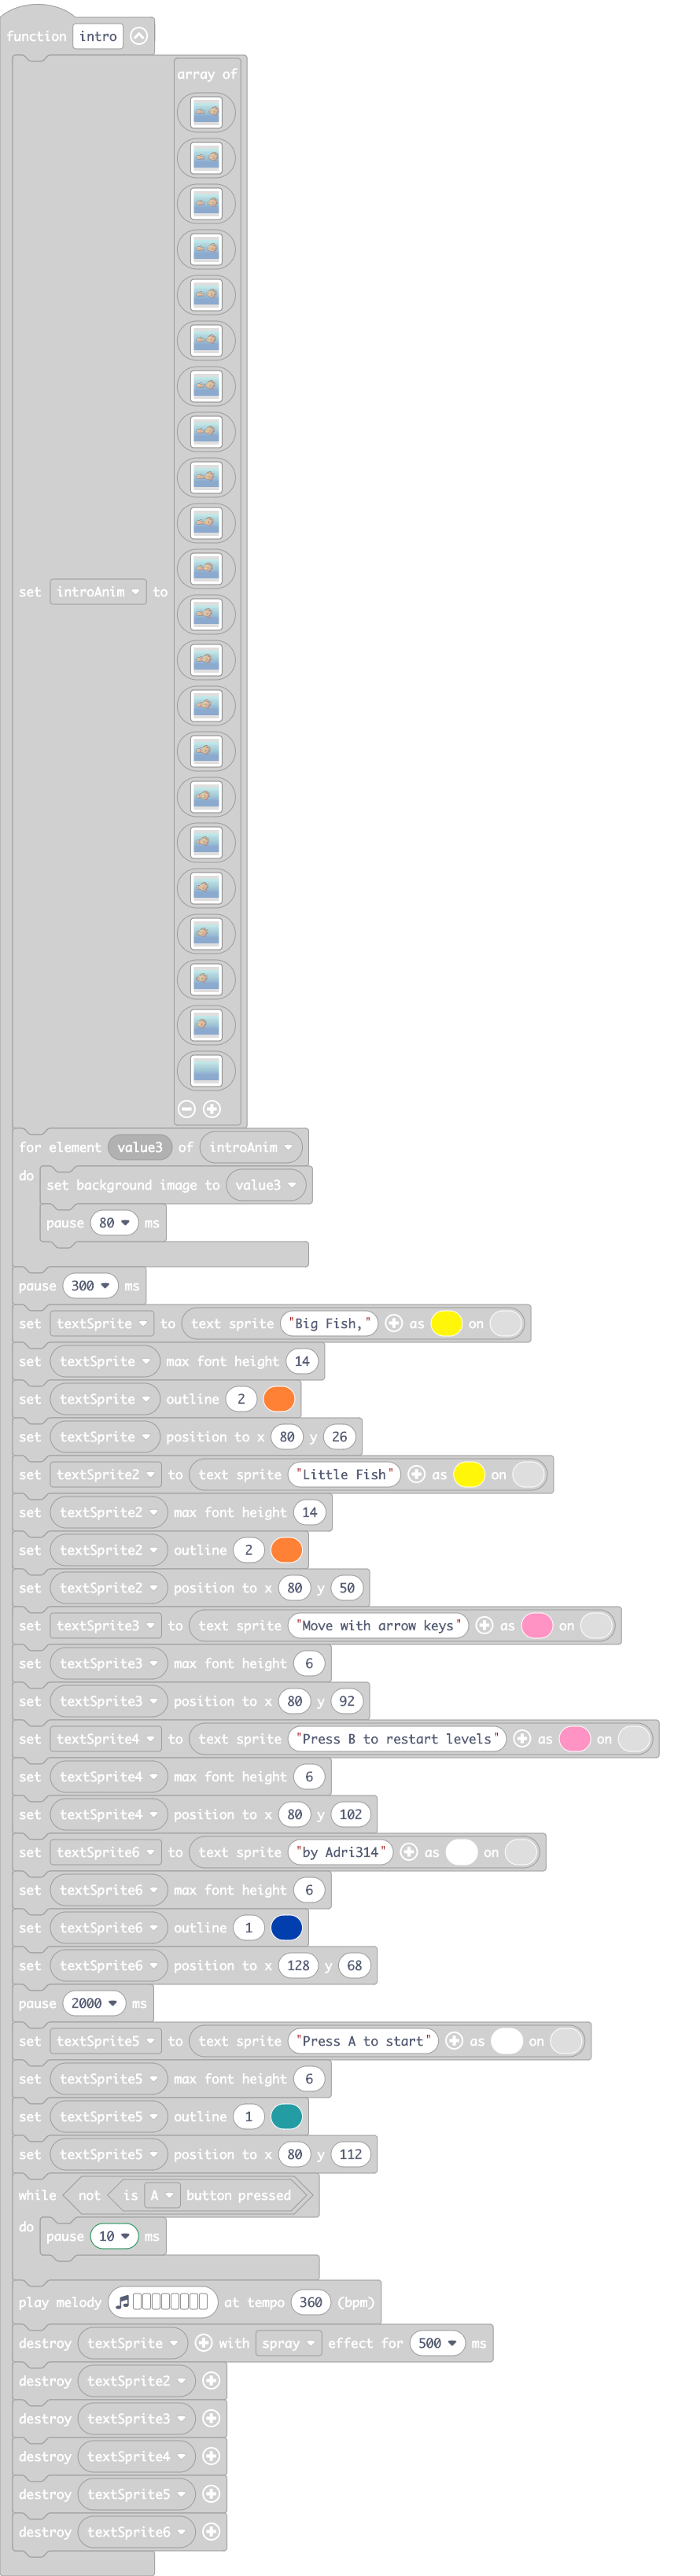 function intro
array of
set introAnim to
for element value3 of introAnim
do
set background image to value3
pause 80 ms
pause 300 ms
set textSprite to text sprite "Big Fish," as on
set textSprite max font height 14
set textSprite outline 2
set textSprite position to x 80 y 26
set textSprite2 to text sprite "Little Fish" as on
set textSprite2 max font height 14
set textSprite2 outline 2
set textSprite2 position to x 80 y 50
set textSprite3 to text sprite "Move with arrow keys" as on
set textSprite3 max font height 6
set textSprite3 position to x 80 y 92
set textSprite4 to text sprite "Press B to restart levels" as on
set textSprite4 max font height 6
set textSprite4 position to x 80 y 102
set textSprite6 to text sprite "by Adri314" as on
set textSprite6 max font height 6
set textSprite6 outline 1
set textSprite6 position to x 128 y 68
pause 2000 ms
set textSprite5 to text sprite "Press A to start" as on
set textSprite5 max font height 6
set textSprite5 outline 1
set textSprite5 position to x 80 y 112
while not is A button pressed
do
pause 10 ms
play melody at tempo 360 (bpm)
destroy textSprite with spray effect for 500 ms
destroy textSprite2
destroy textSprite3
destroy textSprite4
destroy textSprite5
destroy textSprite6